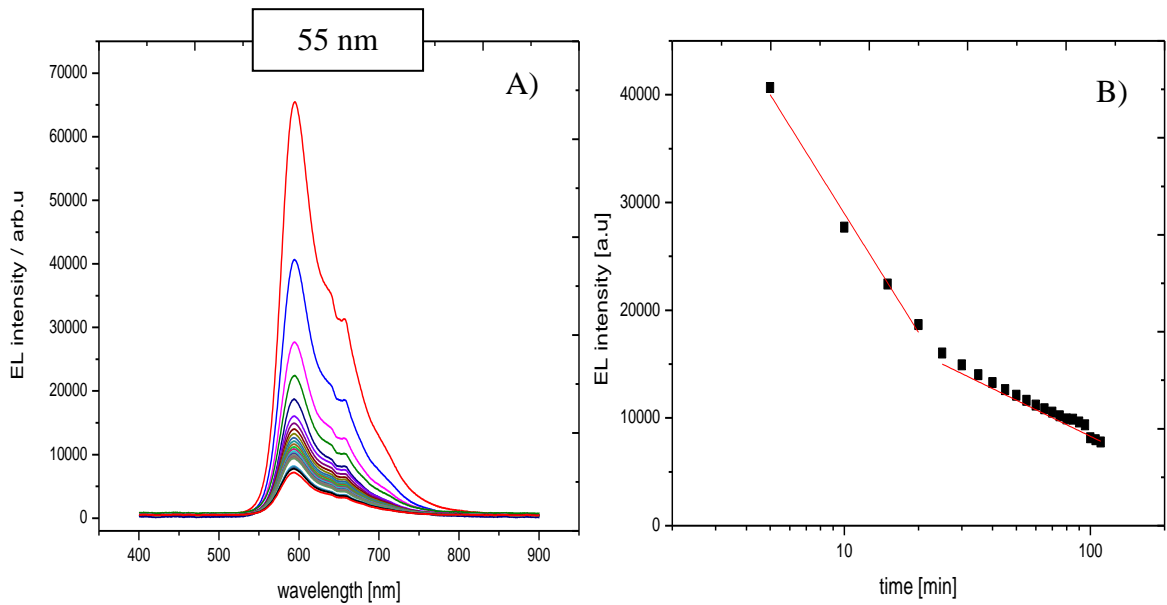 55 nm
A)
70000
60000
50000
40000
30000
20000
10000
0
EL intensity / arb.u
400 500 600 700 800 900
wavelength [nm]
B)
40000
30000
20000
10000
0
EL intensity [a.u]
10 100
time [min]